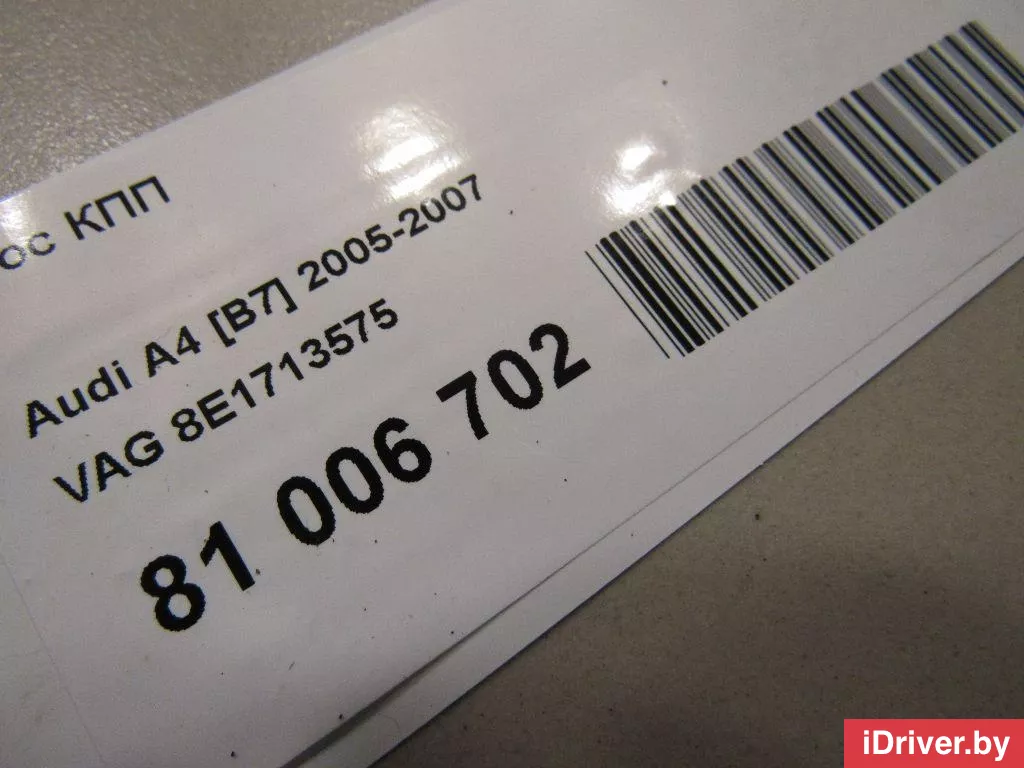 ос КПП
Audi A4 [B7] 2005-2007
VAG 8E1713575
81 006 702
iDriver.by